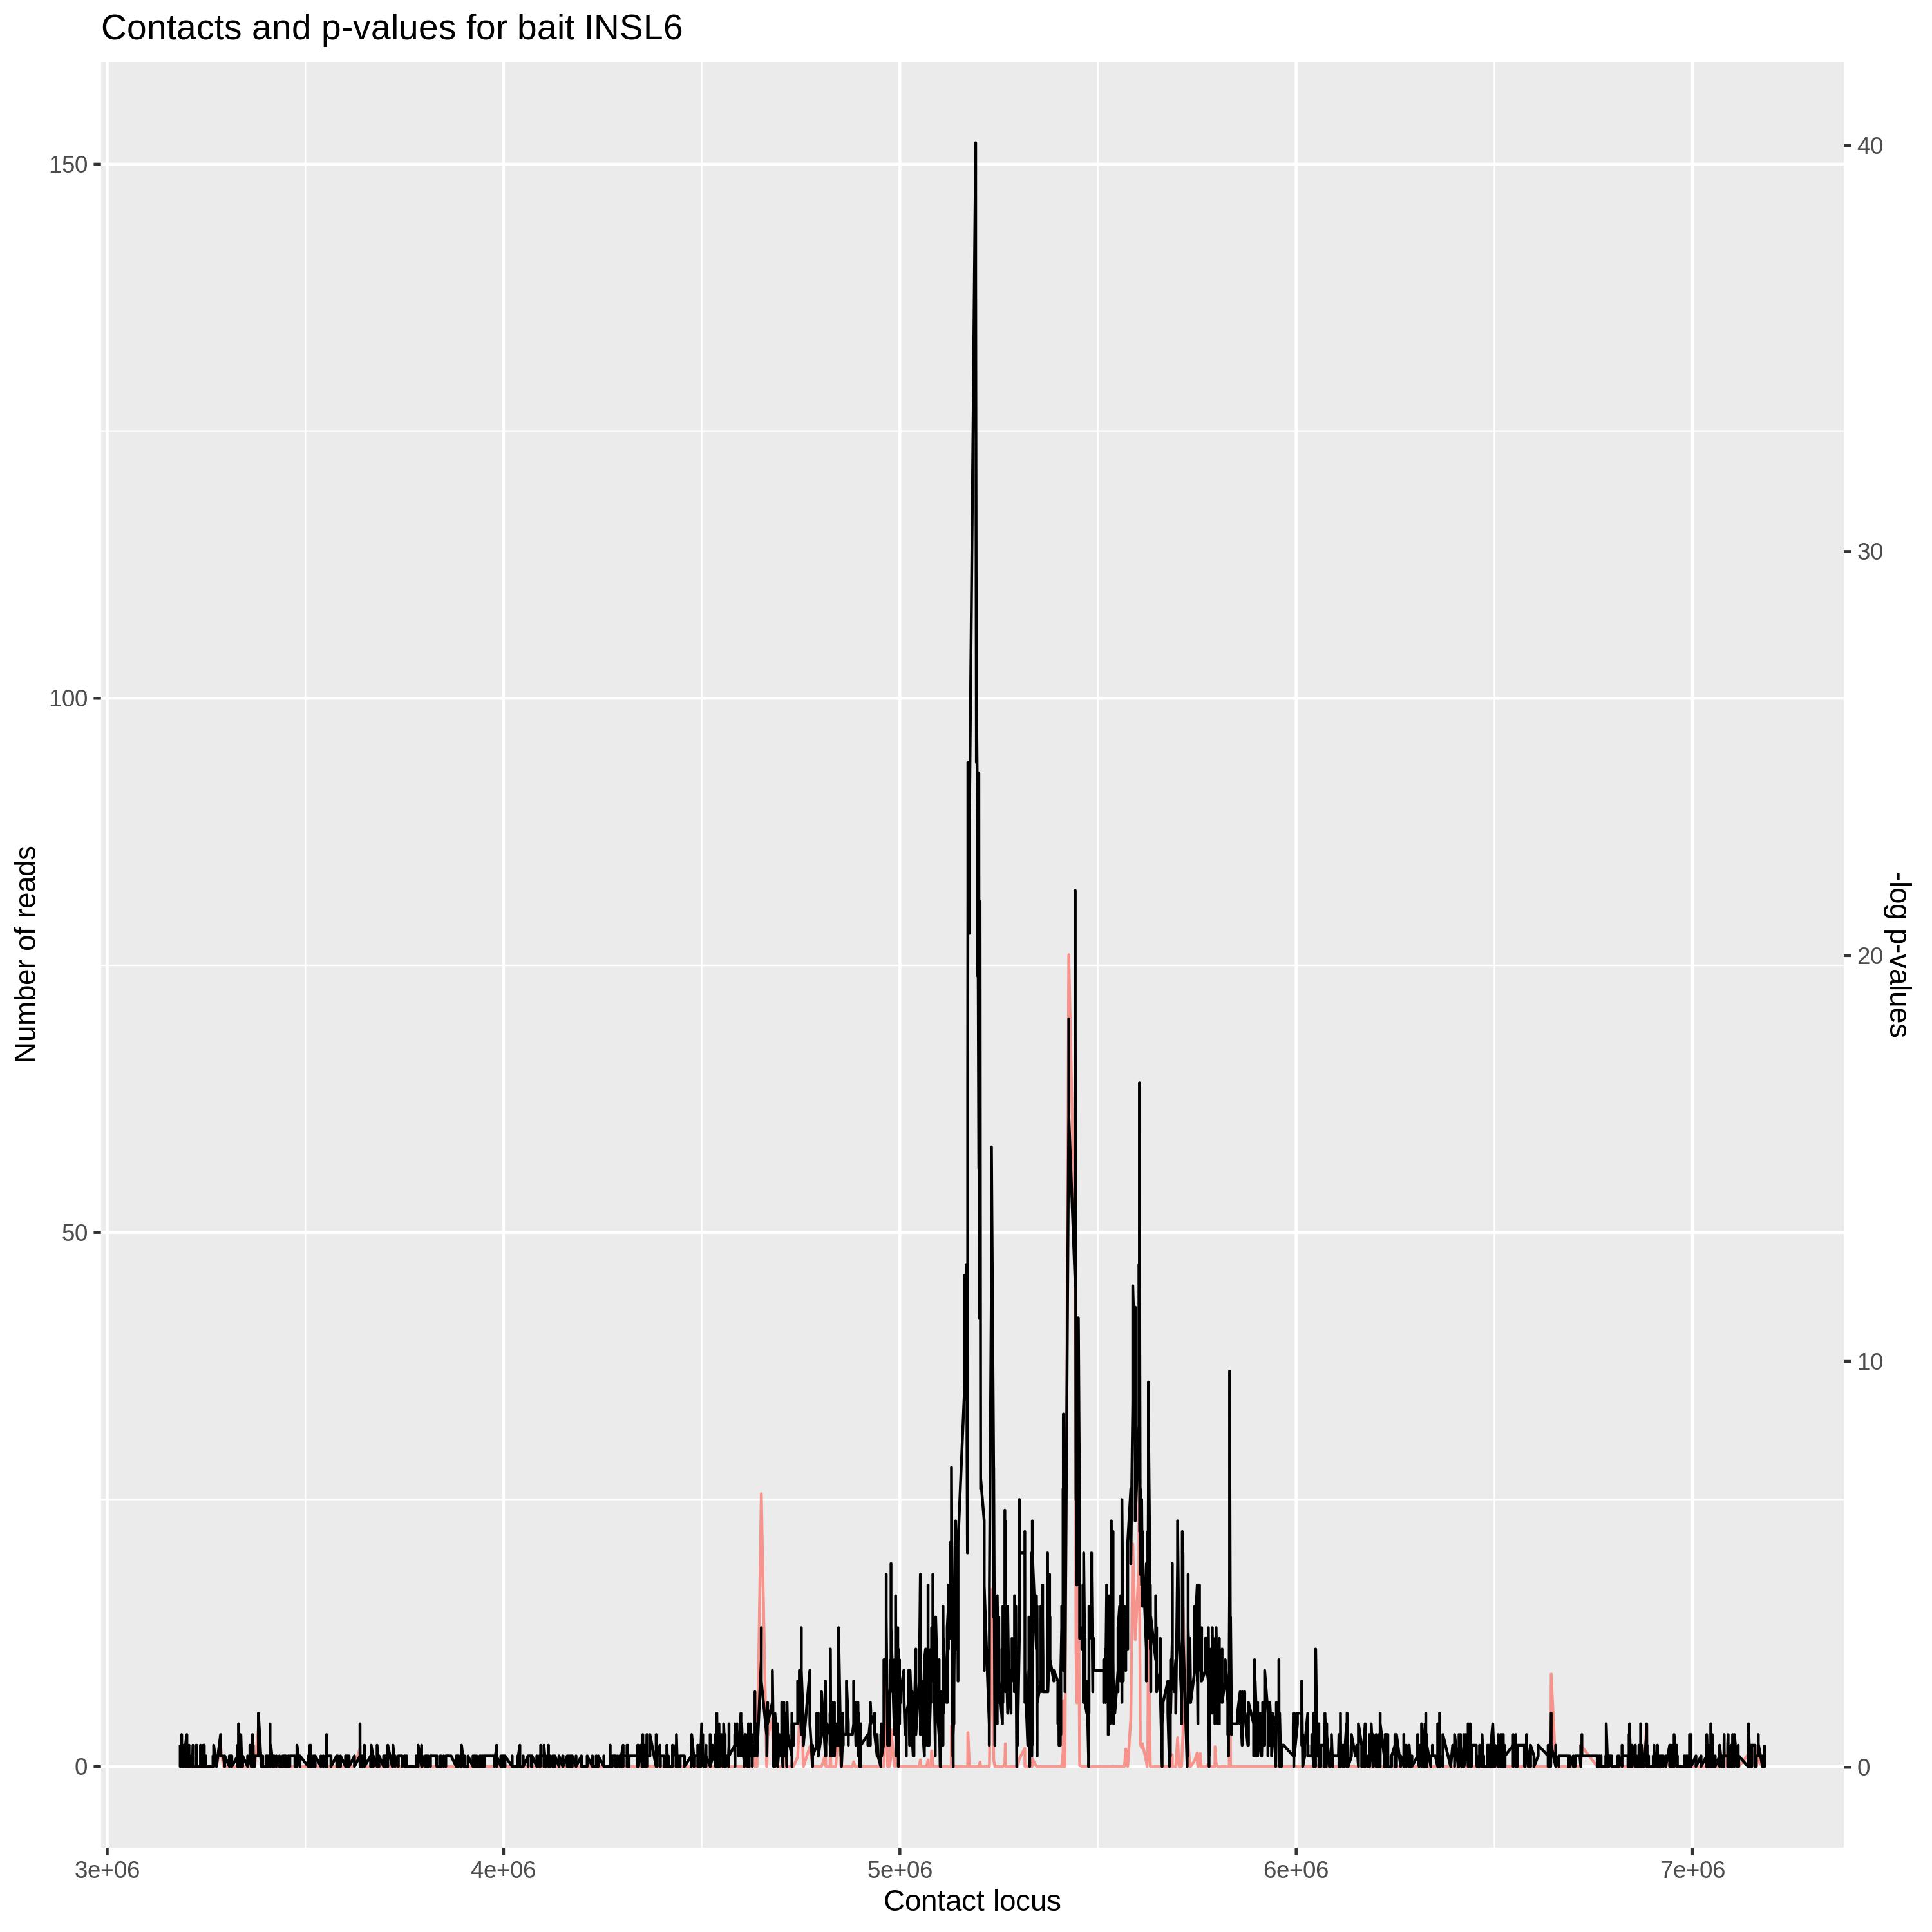 Contacts and p-values for bait INSL6
150
100
50
0
Number of reads
40
30
20
10
0
-log p-values
3e+06
4e+06
5e+06
6e+06
7e+06
Contact locus